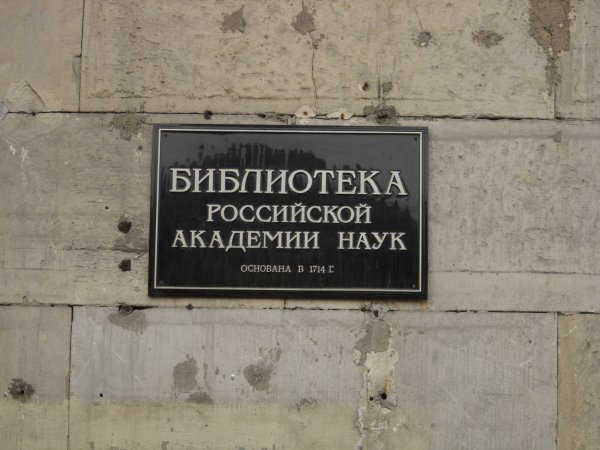 БИБЛИОТЕКА
РОССИЙСКОЙ
АКАДЕМИИ НАУК
ОСНОВАНА В 1714 Г.